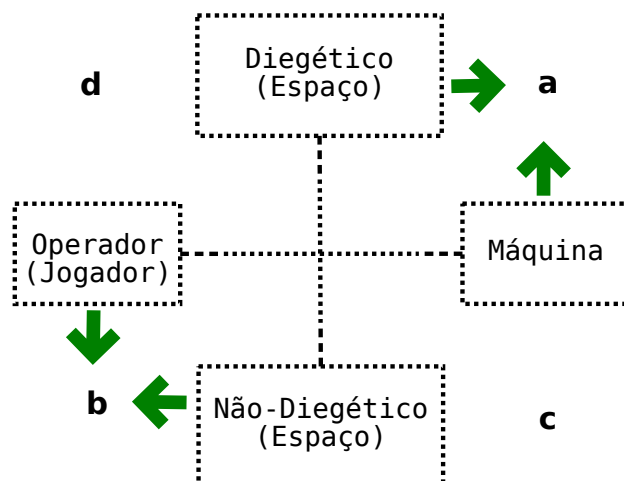 Diegético
(Espaço)
d
a
Operador
(Jogador)
Máquina
b
Não-Diegético
(Espaço)
c